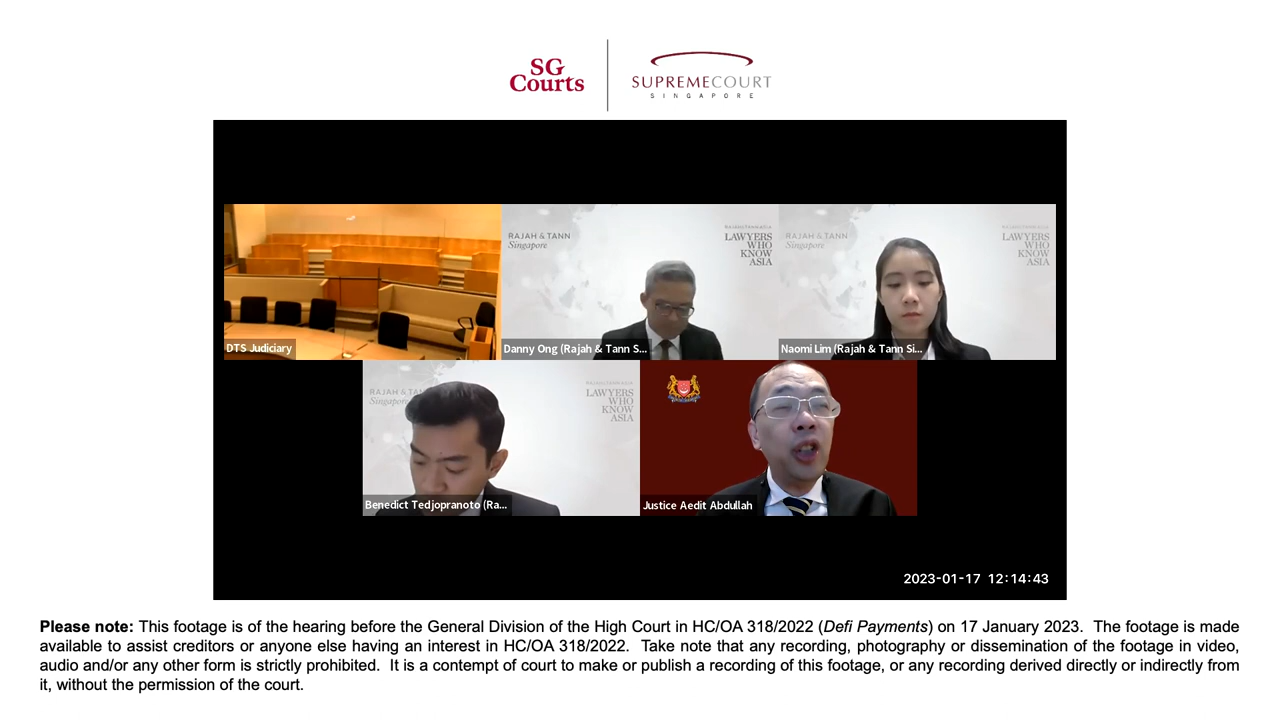 SG
Courts
SUPREMECOURT
SINGAPORE
RAJAH & TANN
Singapore
LAWYERS
WHO
KNOW
ASIA
RAJAH & TANN
Singapore
LAWYERS
WHO
KNOW
ASIA
DTS Judiciary
Danny Ong (Rajah & Tann S...
Naomi Lim (Rajah & Tann Si...
RAJAH & TAN
Singapo
LAWYERS
WHO
KNOW
ASIA
Benedict Tedjopranoto (Ra...
Justice Aedit Abdullah
2023-01-17 12:14:43
Please note: This footage is of the hearing before the General Division of the High Court in HC/OA 318/2022 (Defi Payments) on 17 January 2023. The footage is made
available to assist creditors or anyone else having an interest in HC/OA 318/2022. Take note that any recording, photography or dissemination of the footage in video,
audio and/or any other form is strictly prohibited. It is a contempt of court to make or publish a recording of this footage, or any recording derived directly or indirectly from
it, without the permission of the court.